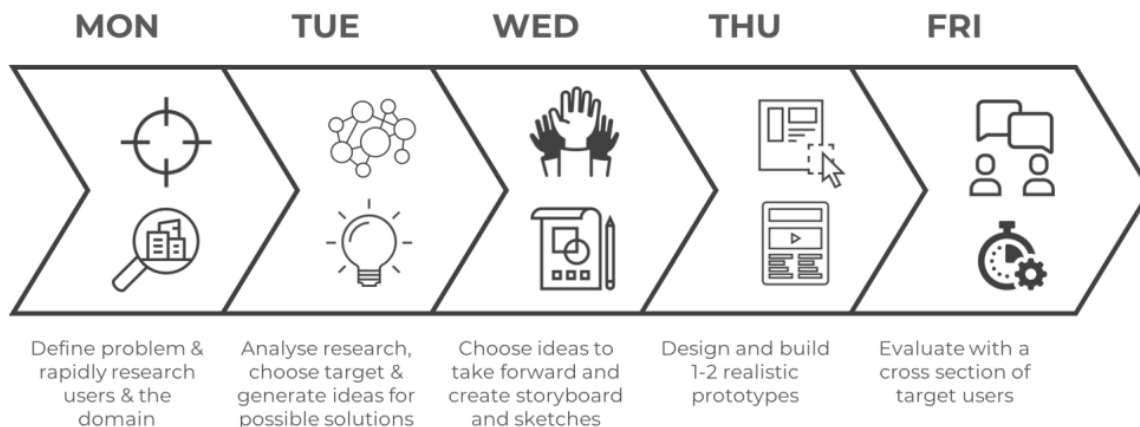 MON
TUE
WED
THU
FRI
Define problem &
rapidly research
users & the
domain
Analyse research,
choose target &
generate ideas for
possible solutions
Choose ideas to
take forward and
create storyboard
and sketches
Design and build
1-2 realistic
prototypes
Evaluate with a
cross section of
target users